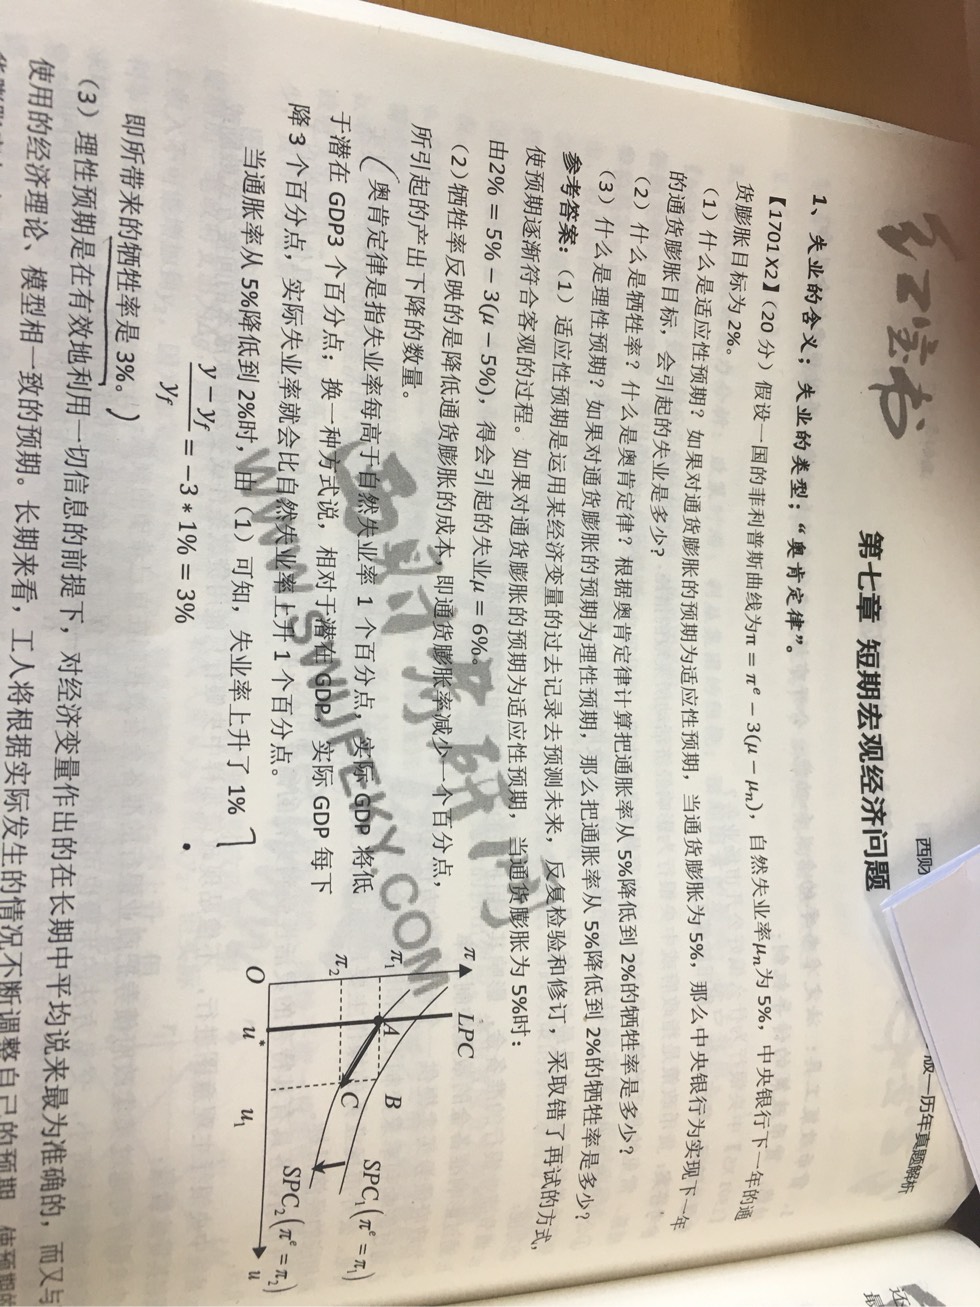 红宝书
西财
版—历年真题解析
第七章 短期宏观经济问题
1、失业的含义；失业的类型；“奥肯定律”。
【1701X2】(20 分) 假设一国的菲利普斯曲线为π = πᵉ − 3(μ − μₙ)，自然失业率μₙ为 5%，中央银行下一年的通
货膨胀目标为 2%。
（1）什么是适应性预期？如果对通货膨胀的预期为适应性预期，当通货膨胀为 5%，那么中央银行为实现下一年
的通货膨胀目标，会引起的失业是多少？
（2）什么是牺牲率？什么是奥肯定律？根据奥肯定律计算把通胀率从 5%降低到 2%的牺牲率是多少？
（3）什么是理性预期？如果对通货膨胀的预期为理性预期，那么把通胀率从 5%降低到 2%的牺牲率是多少？
参考答案：（1）适应性预期是运用某经济变量的过去记录去预测未来，反复检验和修订，采取错了再试的方式，
使预期逐渐符合客观的过程。如果对通货膨胀的预期为适应性预期，当通货膨胀为 5%时：
由2% = 5% − 3(μ − 5%)，得会引起的失业μ = 6%。
（2）牺牲率反映的是降低通货膨胀的成本，即通货膨胀率减少一个百分点，
所引起的产出下降的数量。
奥肯定律是指失业率每高于自然失业率 1 个百分点，实际 GDP 将低
于潜在 GDP3 个百分点；换一种方式说，相对于潜在 GDP，实际 GDP 每下
降 3 个百分点，实际失业率就会比自然失业率上升 1 个百分点。
当通胀率从 5%降低到 2%时，由（1）可知，失业率上升了 1%
(y − y_f)/y_f = −3 * 1% = 3%
即所带来的牺牲率是 3%。
（3）理性预期是在有效地利用一切信息的前提下，对经济变量作出的在长期中平均说来最为准确的，而又与
使用的经济理论、模型相一致的预期。长期来看，工人将根据实际发生的情况不断调整自己的预期，使预期的
π
LPC
π₁
π₂
A
B
C
SPC₁(πᵉ = π₁)
SPC₂(πᵉ = π₂)
O
u*
u₁
u
WWW.SWUFEKY.COM